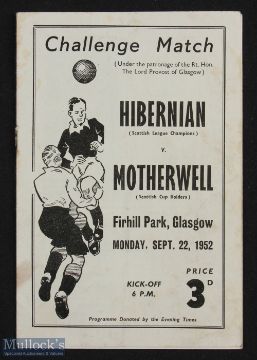 Challenge Match
(Under the patronage of the Rt. Hon.
The Lord Provost of Glasgow)
HIBERNIAN
(Scottish League Champions)
v.
MOTHERWELL
(Scottish Cup Holders)
Firhill Park, Glasgow
MONDAY, SEPT. 22, 1952
KICK-OFF
6 P.M.
PRICE
3D
Programme Donated by the Evening Times
Mullock's